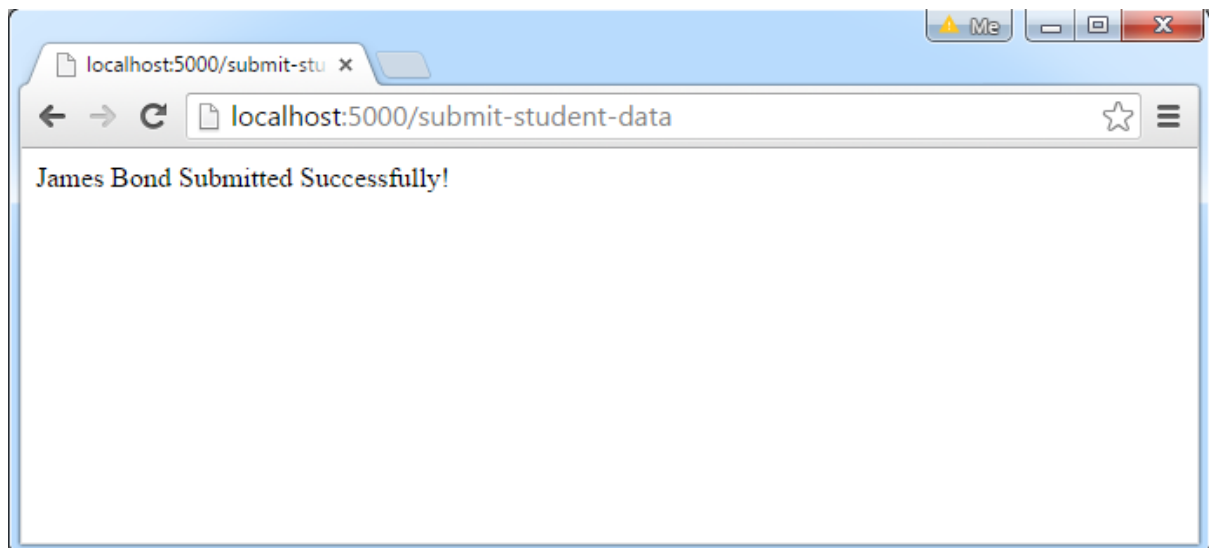 Me
localhost:5000/submit-stu
localhost:5000/submit-student-data
James Bond Submitted Successfully!